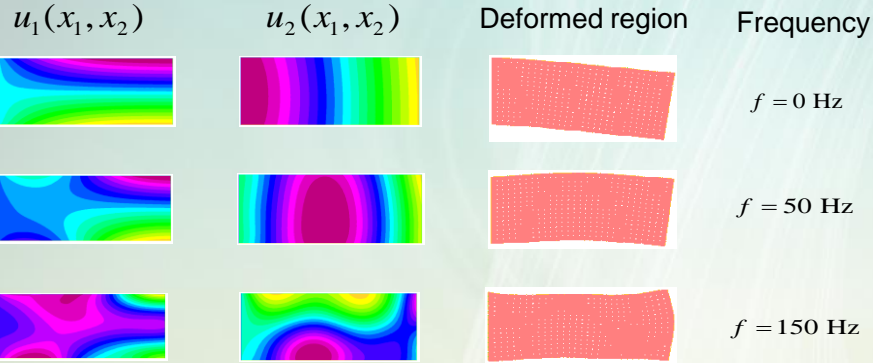 u₁(x₁, x₂) u₂(x₁, x₂) Deformed region Frequency
f = 0 Hz
f = 50 Hz
f = 150 Hz